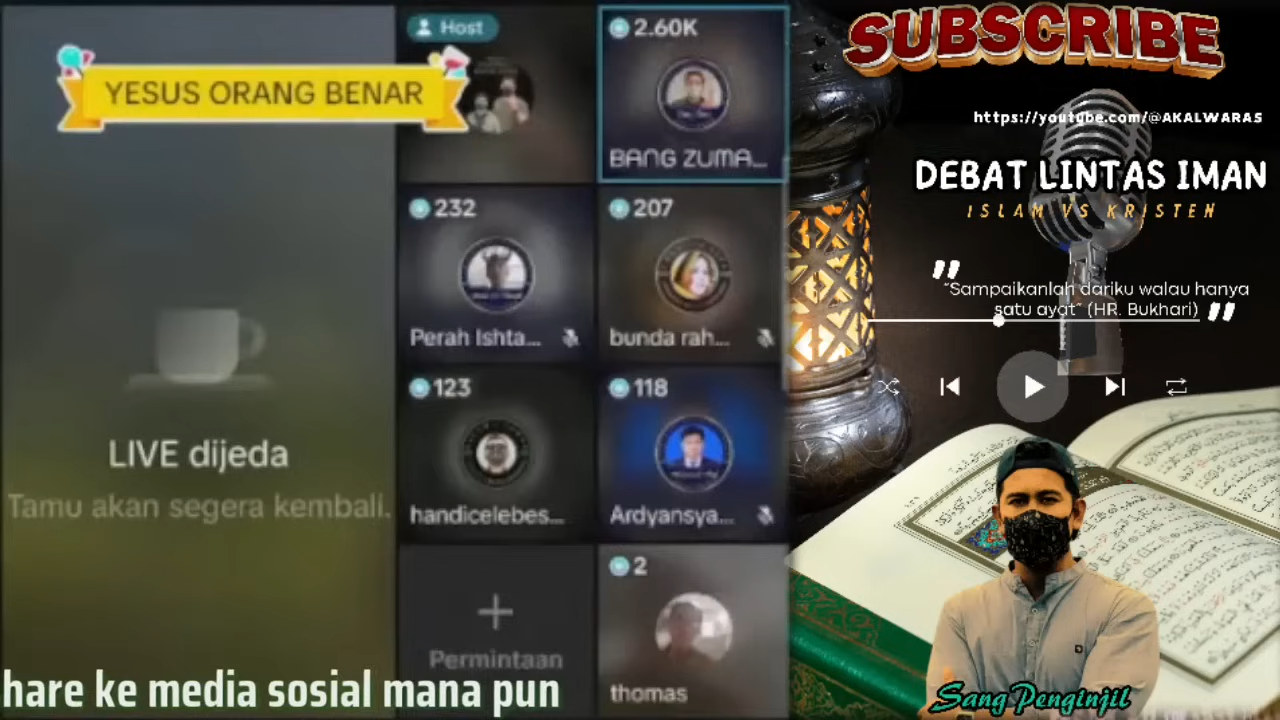 YESUS ORANG BENAR
Host
2.60K
BANG ZUMA...
232
Perah Ishta...
207
bunda rah...
123
handicelebes...
118
Ardyansya...
LIVE dijeda
Tamu akan segera kembali.
Permintaan
2
thomas
hare ke media sosial mana pun
SUBSCRIBE
https://youtube.com/@AKALWARAS
DEBAT LINTAS IMAN
ISLAM VS KRISTEN
"Sampaikanlah dariku walau hanya
satu ayat" (HR. Bukhari)
Sang Penginjil